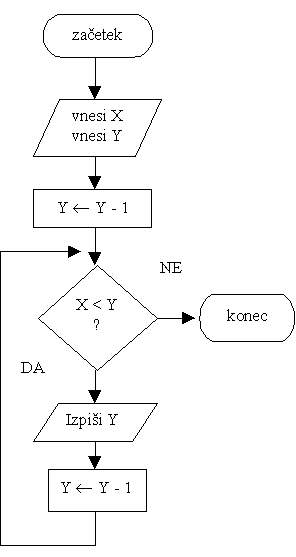 začetek
vnesi X
vnesi Y
Y ← Y - 1
NE
X < Y
?
konec
DA
Izpiši Y
Y ← Y - 1